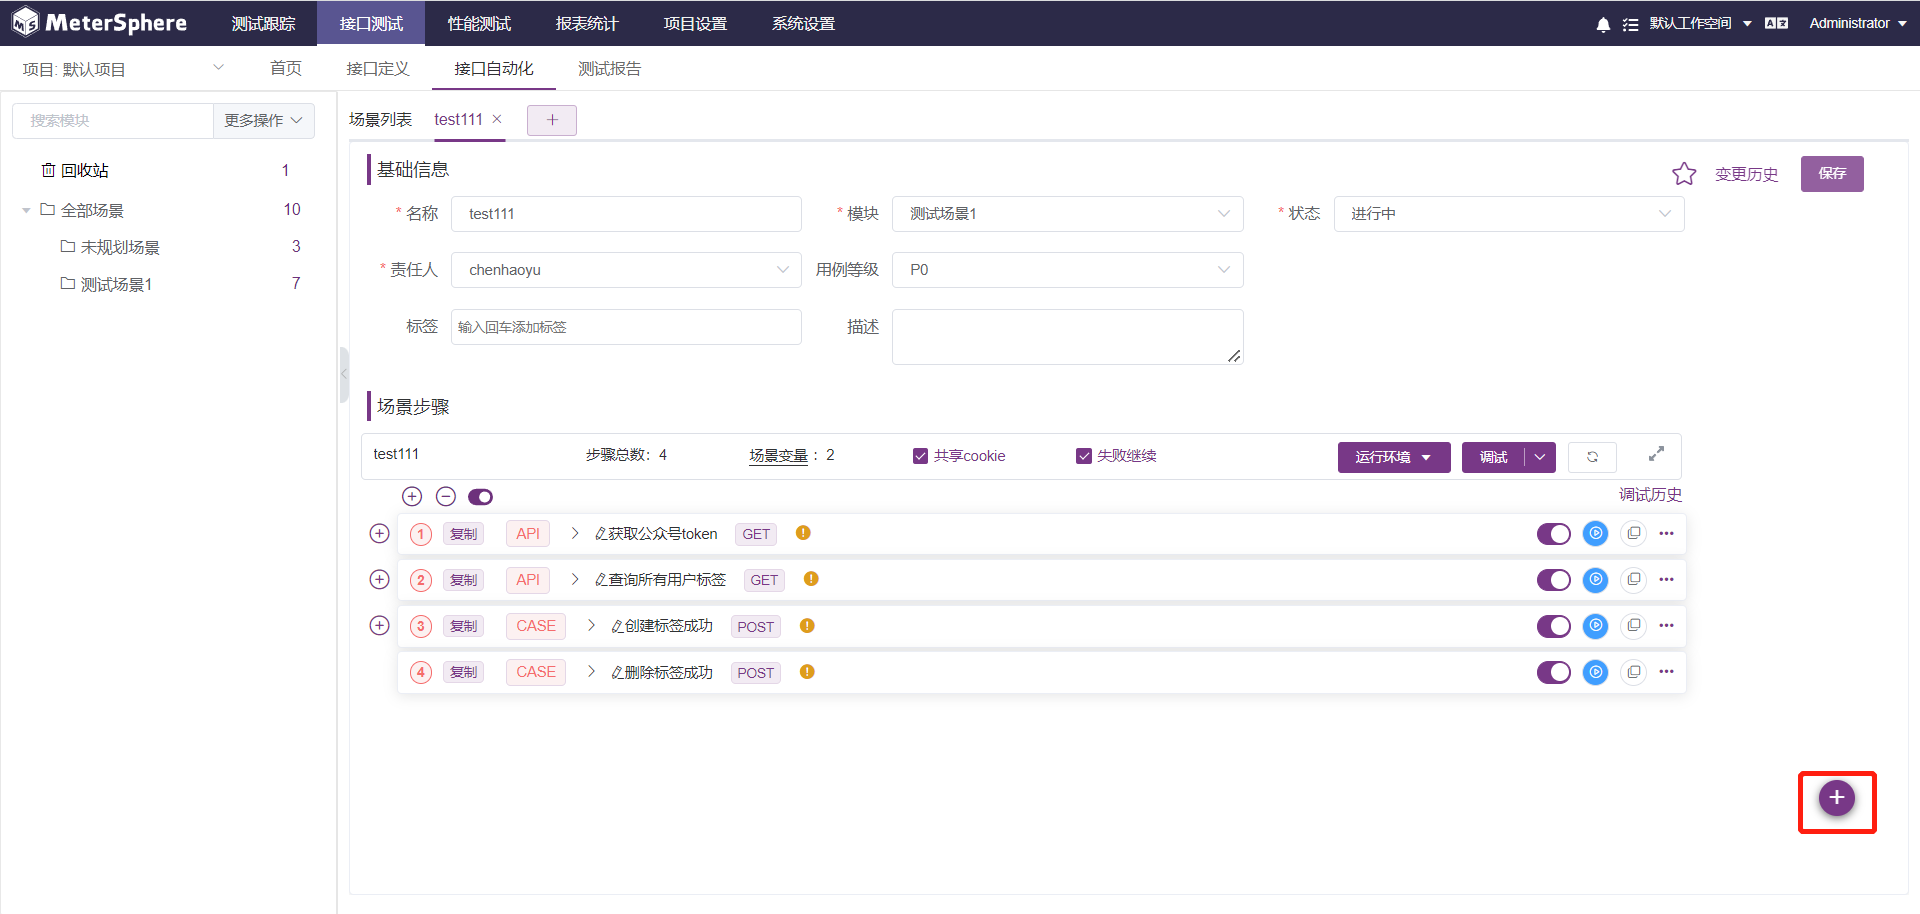 MeterSphere 测试跟踪 接口测试 性能测试 报表统计 项目设置 系统设置 默认工作空间 Administrator
项目: 默认项目 首页 接口定义 接口自动化 测试报告
搜索模块 更多操作
回收站 1
全部场景 10
未规划场景 3
测试场景1 7
场景列表 test111
基础信息 变更历史 保存
* 名称 test111 * 模块 测试场景1 * 状态 进行中
* 责任人 chenhaoyu 用例等级 P0
标签 输入回车添加标签 描述
场景步骤
test111 步骤总数: 4 场景变量 : 2 共享cookie 失败继续 运行环境 调试
调试历史
1 复制 API 获取公众号token GET
2 复制 API 查询所有用户标签 GET
3 复制 CASE 创建标签成功 POST
4 复制 CASE 删除标签成功 POST